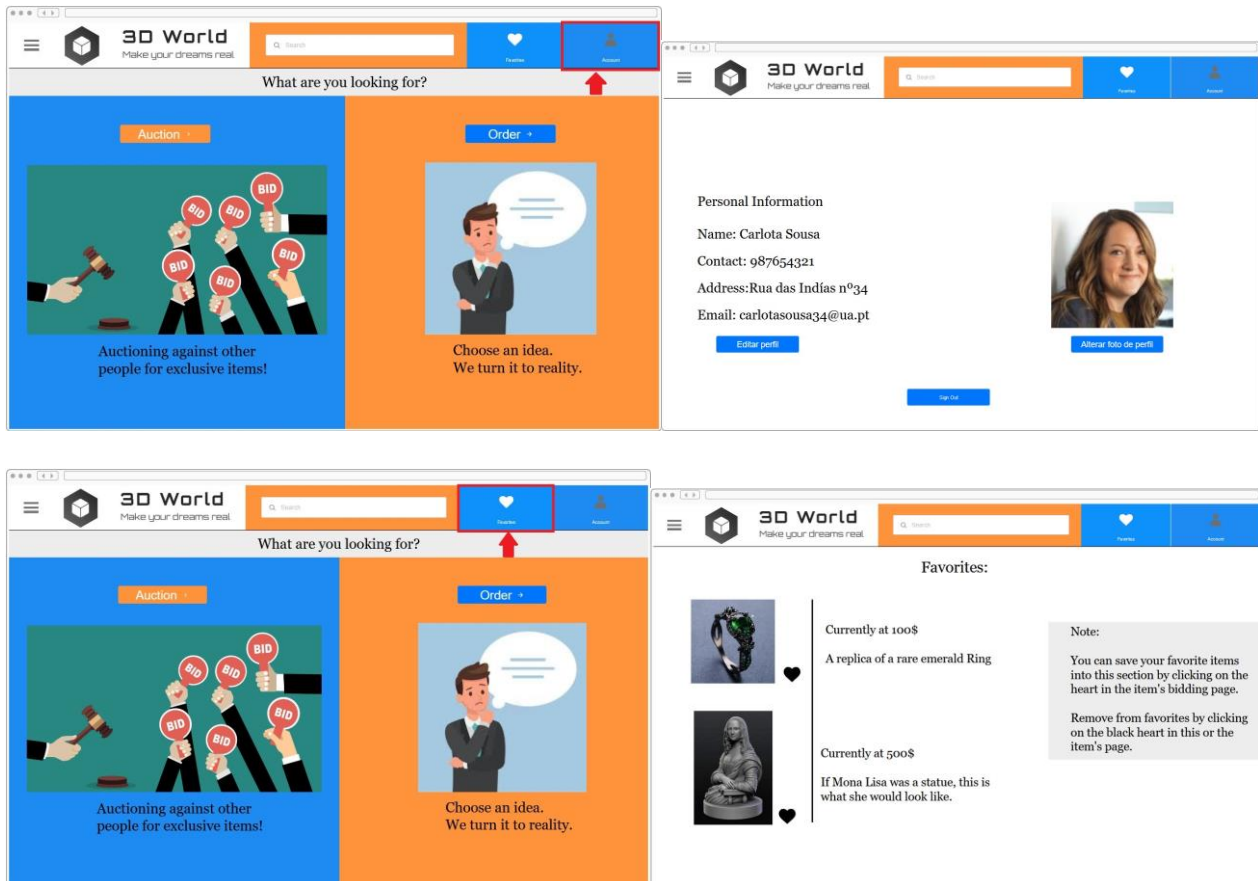 3D World
Make your dreams real
Search
Favorites
Account
What are you looking for?
Auction
Order
BID
BID
BID
BID
BID
BID
BID
Auctioning against other
people for exclusive items!
Choose an idea.
We turn it to reality.
3D World
Make your dreams real
Search
Favorites
Account
Personal Information
Name: Carlota Sousa
Contact: 987654321
Address:Rua das Indías nº34
Email: carlotasousa34@ua.pt
Editar perfil
Alterar foto de perfil
Sign Out
3D World
Make your dreams real
Search
Favorites
Account
What are you looking for?
Auction
Order
BID
BID
BID
BID
BID
BID
BID
Auctioning against other
people for exclusive items!
Choose an idea.
We turn it to reality.
3D World
Make your dreams real
Search
Favorites
Account
Favorites:
Currently at 100$
A replica of a rare emerald Ring
Currently at 500$
If Mona Lisa was a statue, this is
what she would look like.
Note:
You can save your favorite items
into this section by clicking on the
heart in the item's bidding page.
Remove from favorites by clicking
on the black heart in this or the
item's page.